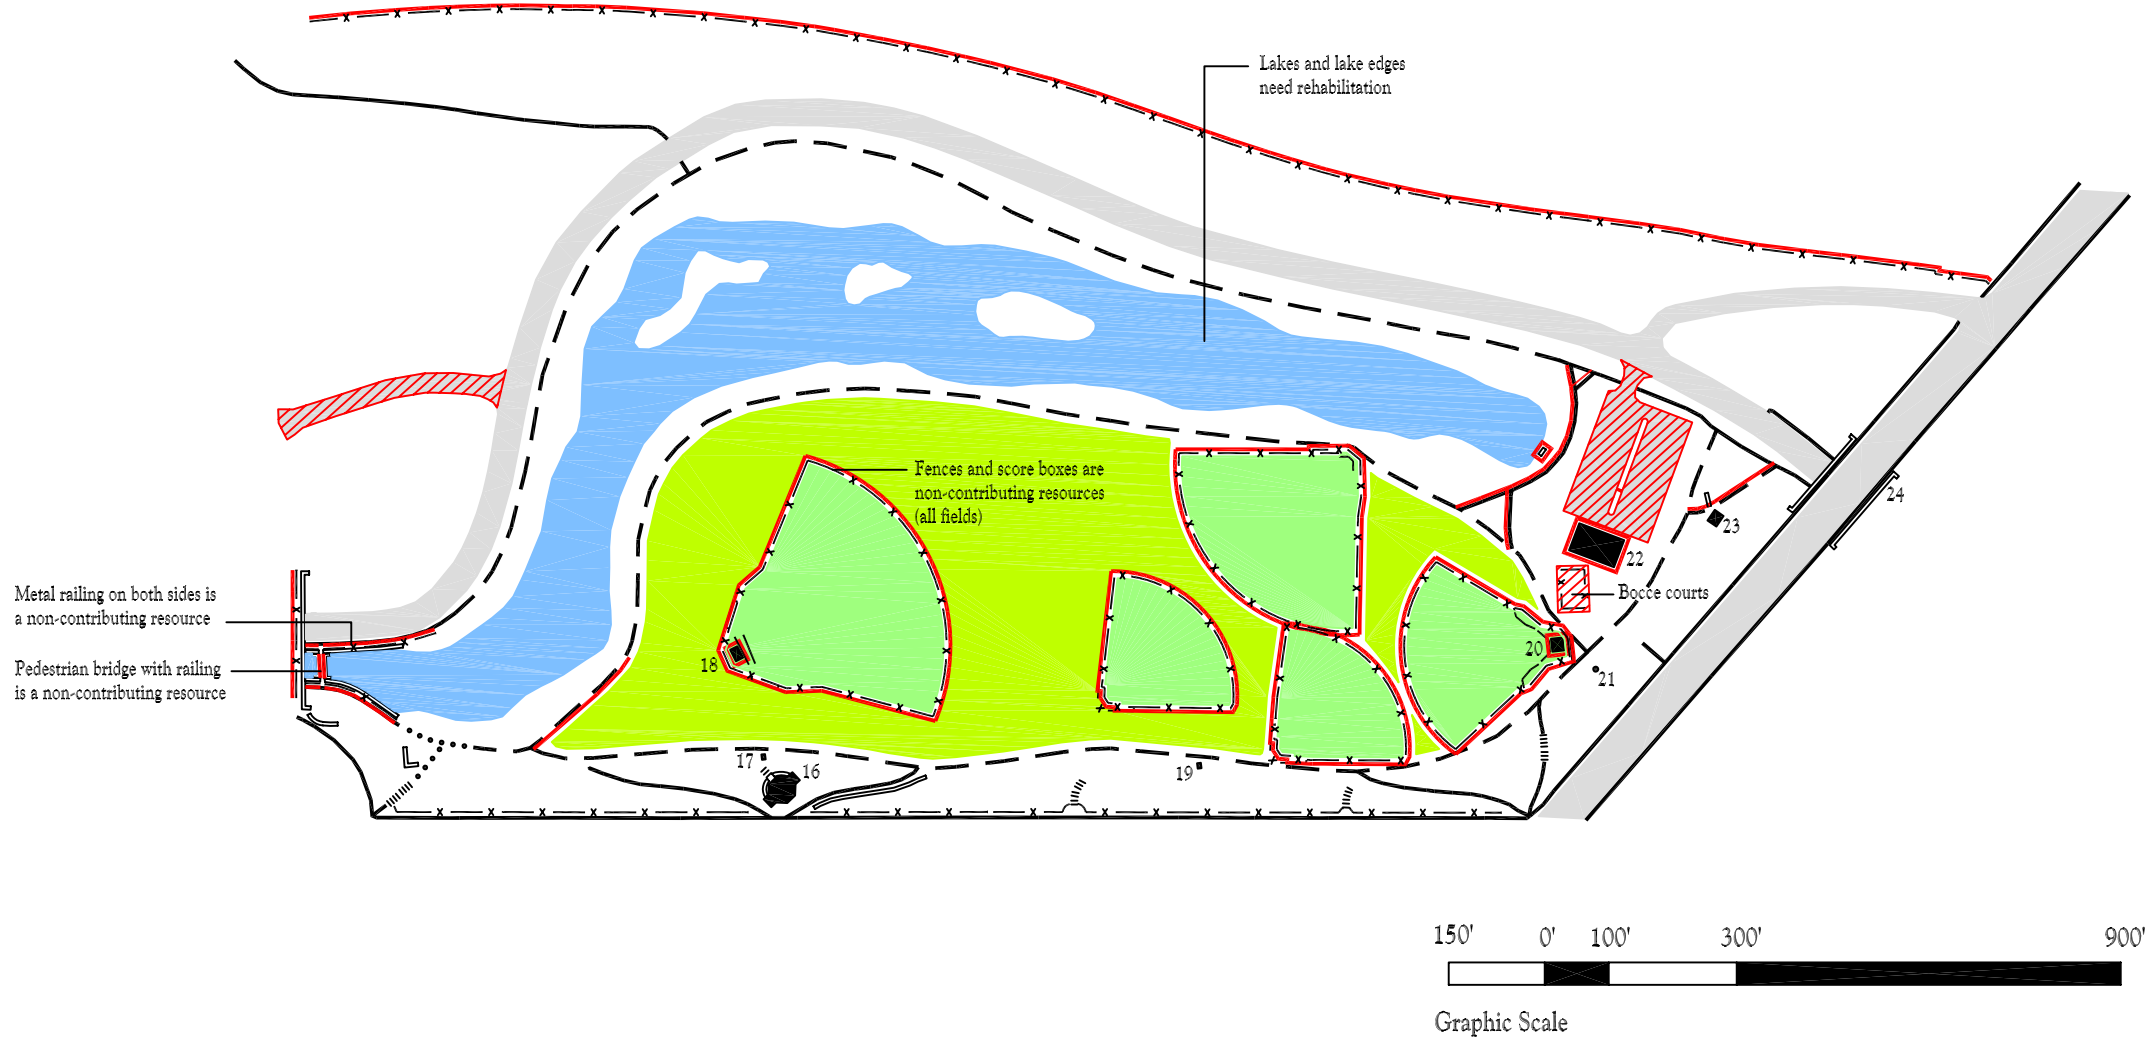 Lakes and lake edges
need rehabilitation
Fences and score boxes are
non-contributing resources
(all fields)
24
23
22
Bocce courts
Metal railing on both sides is
a non-contributing resource
Pedestrian bridge with railing
is a non-contributing resource
18
20
21
17
16
19
150'
0'
100'
300'
900'
Graphic Scale